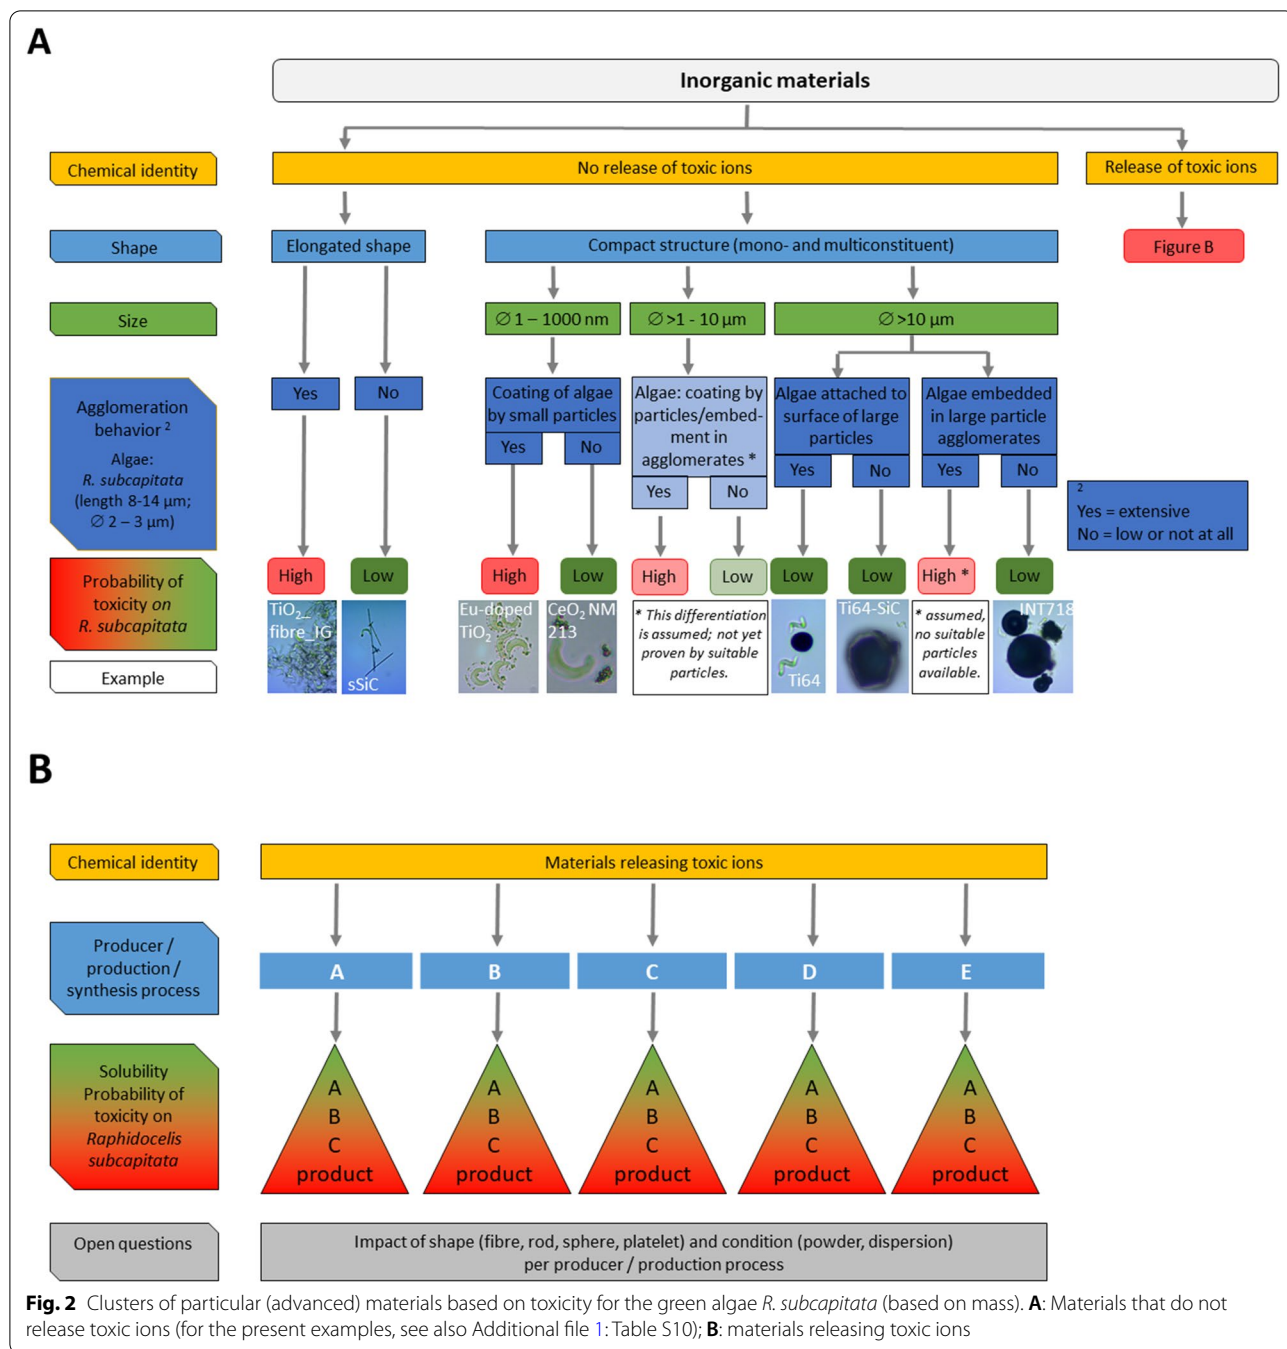 A
Inorganic materials
Chemical identity
No release of toxic ions
Release of toxic ions
Shape
Elongated shape
Compact structure (mono- and multiconstituent)
Figure B
Size
∅ 1 – 1000 nm
∅ >1 - 10 µm
∅ >10 µm
Agglomeration
behavior 2
Algae:
R. subcapitata
(length 8-14 µm;
∅ 2 – 3 µm)
Yes
No
Coating of algae
by small particles
Yes
No
Algae: coating by
particles/embed-
ment in
agglomerates *
Yes
No
Algae attached to
surface of large
particles
Yes
No
Algae embedded
in large particle
agglomerates
Yes
No
2
Yes = extensive
No = low or not at all
Probability of
toxicity on
R. subcapitata
High
Low
High
Low
High
Low
Low
Low
High *
Low
Example
TiO2_
fibre_IG
sSiC
Eu-doped
TiO2
CeO2 NM
213
* This differentiation
is assumed; not yet
proven by suitable
particles.
Ti64
Ti64-SiC
* assumed,
no suitable
particles
available.
INT718
B
Chemical identity
Materials releasing toxic ions
Producer /
production /
synthesis process
A
B
C
D
E
Solubility
Probability of
toxicity on
Raphidocelis
subcapitata
A
B
C
product
A
B
C
product
A
B
C
product
A
B
C
product
A
B
C
product
Open questions
Impact of shape (fibre, rod, sphere, platelet) and condition (powder, dispersion)
per producer / production process
Fig. 2 Clusters of particular (advanced) materials based on toxicity for the green algae R. subcapitata (based on mass). A: Materials that do not
release toxic ions (for the present examples, see also Additional file 1: Table S10); B: materials releasing toxic ions